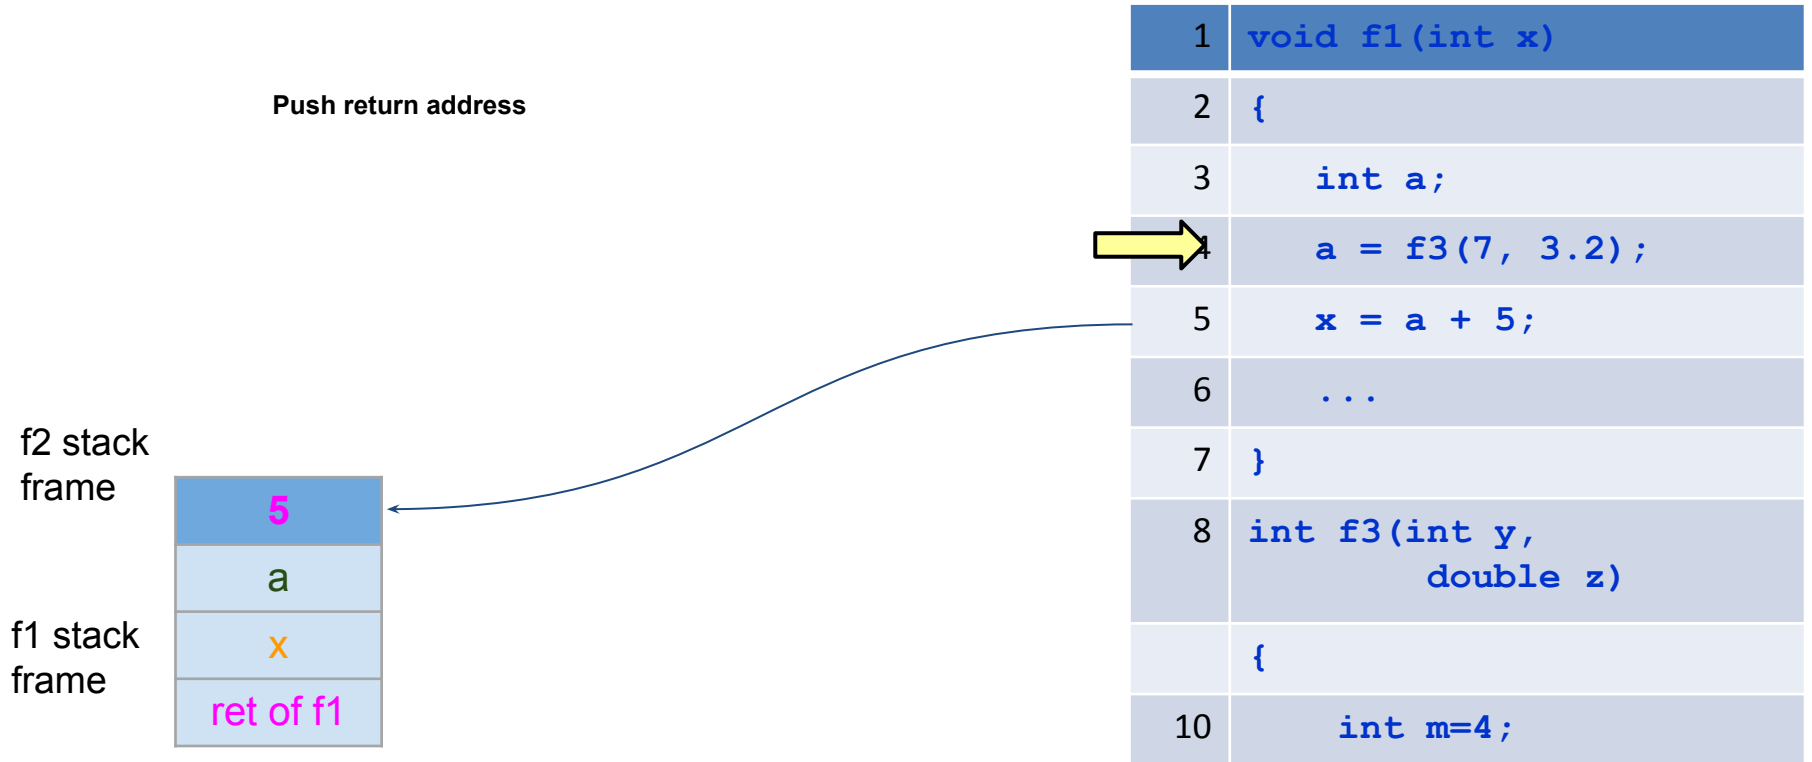 Push return address
f2 stack
frame
5
a
f1 stack
frame
x
ret of f1
1 void f1(int x)
2 {
3 int a;
4 a = f3(7, 3.2);
5 x = a + 5;
6 ...
7 }
8 int f3(int y,
double z)
{
10 int m=4;